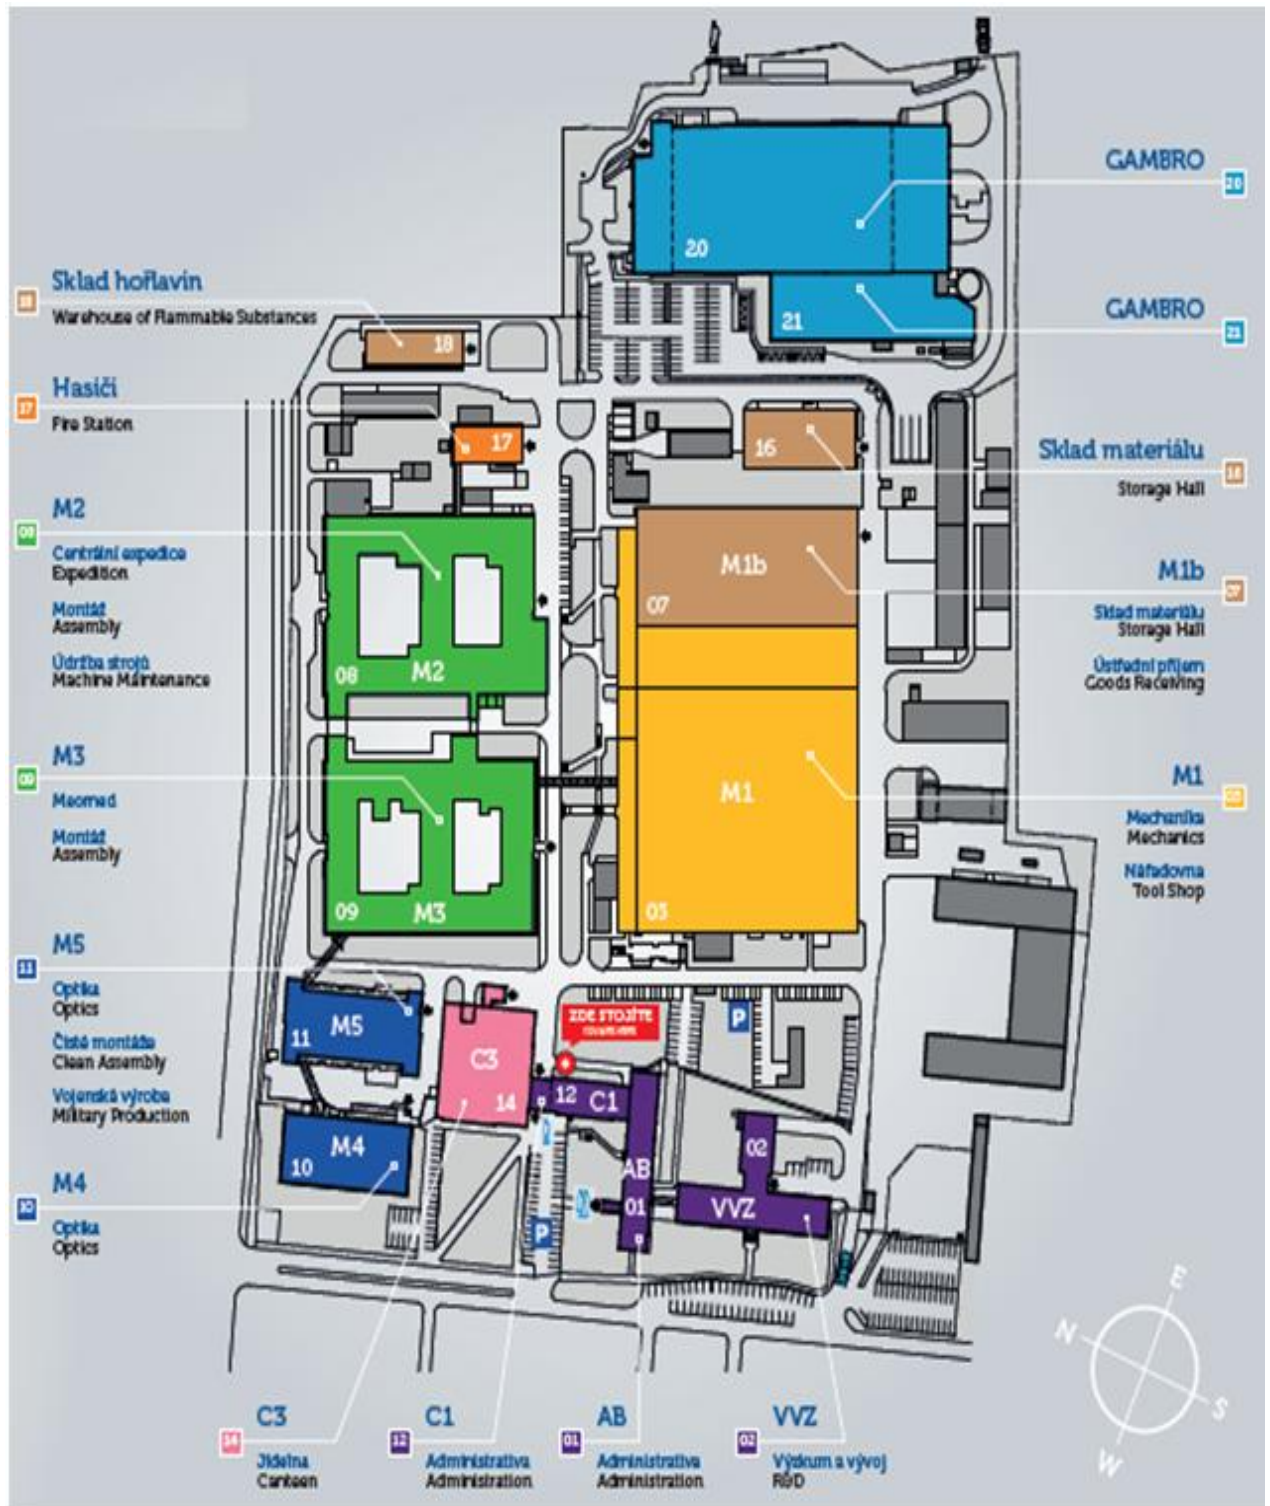 GAMBRO
20
20
GAMBRO
21
21
Sklad hořlavin
18
Warehouse of Flammable Substances
18
Hasiči
17
Fire Station
17
16
Sklad materiálu
16
Storage Hall
M2
08
Centrální expedice
Expedition
Montáž
Assembly
Údržba strojů
Machine Maintenance
M1b
07
M1b
07
Sklad materiálu
Storage Hall
Ústřední příjem
Goods Receiving
08
M2
M3
09
Meomed
Montáž
Assembly
M1
M1
03
Mechanika
Mechanics
Nářadovna
Tool Shop
09
M3
03
M5
11
Optika
Optics
Čisté montáže
Clean Assembly
Vojenská výroba
Military Production
11
M5
ZDE STOJÍTE
P
C3
14
12
C1
M4
10
M4
10
Optika
Optics
AB
01
02
VVZ
P
E
N
S
W
C3
14
Jídelna
Canteen
C1
12
Administrativa
Administration
AB
01
Administrativa
Administration
VVZ
02
Výzkum a vývoj
R&D